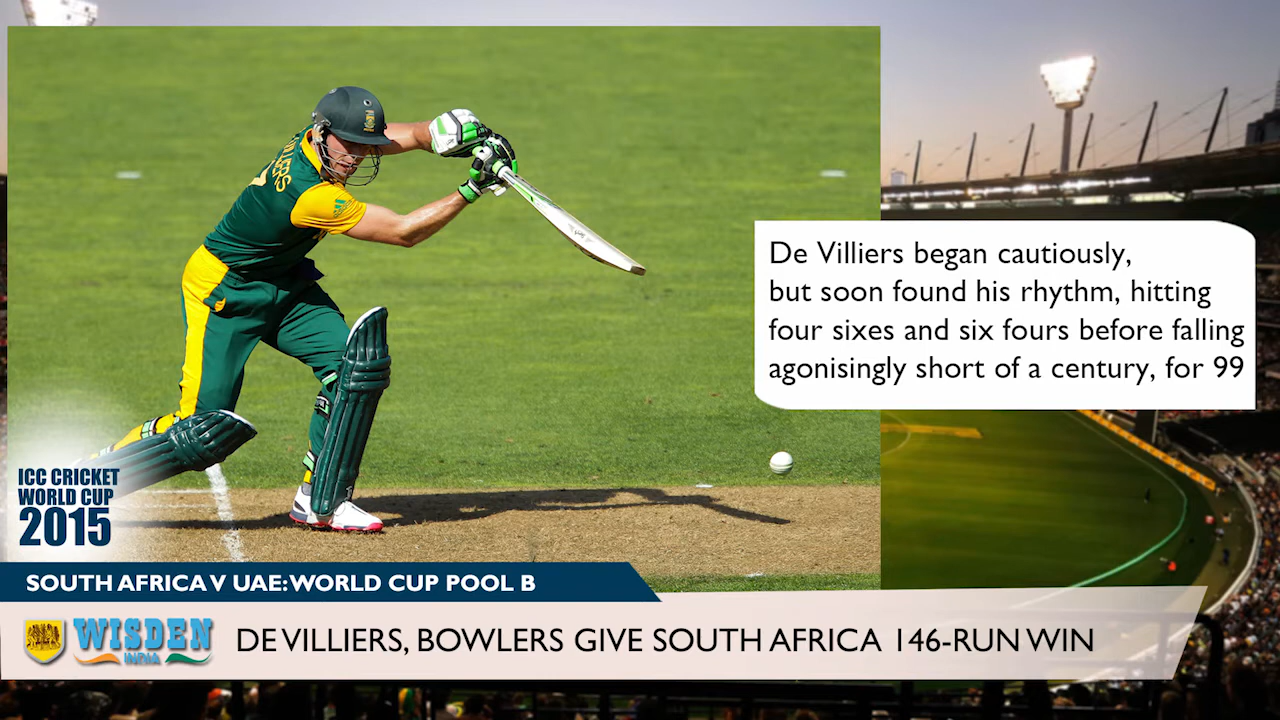 De Villiers began cautiously,
but soon found his rhythm, hitting
four sixes and six fours before falling
agonisingly short of a century, for 99
ICC CRICKET
WORLD CUP
2015
SOUTH AFRICA V UAE: WORLD CUP POOL B
WISDEN
INDIA
DE VILLIERS, BOWLERS GIVE SOUTH AFRICA 146-RUN WIN